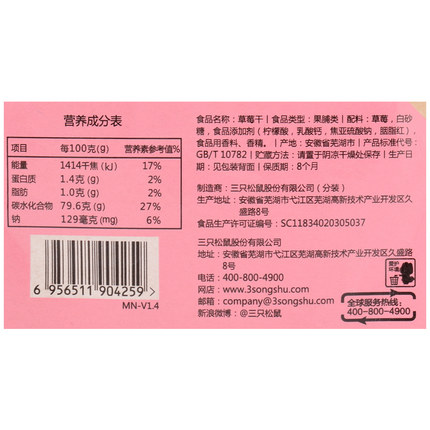 营养成分表
项目 每100克(g) 营养素参考值%
能量 1414千焦(kJ) 17%
蛋白质 1.4克(g) 2%
脂肪 1.0克(g) 2%
碳水化合物 79.6克(g) 27%
钠 129毫克(mg) 6%
6 956511 904259 >
MN-V1.4
食品名称：草莓干 | 食品类型：果脯类 | 配料：草莓，白砂
糖，食品添加剂（柠檬酸，乳酸钙，焦亚硫酸钠，胭脂红），
食品用香料、香精。 | 产地：安徽省芜湖市 | 产品标准代号：
GB/T 10782 | 贮藏方法：请置于阴凉干燥处保存 | 生产日
期：见包装背面 | 保质期：8个月
制造商：三只松鼠股份有限公司（分装）
生产地址：安徽省芜湖市弋江区芜湖高新技术产业开发区久
盛路8号
食品生产许可证编号：SC11834020305037
三只松鼠股份有限公司
地址：安徽省芜湖市弋江区芜湖高新技术产业开发区久盛路
8号
电话：400-800-4900
网址：www.3songshu.com
邮箱：company@3songshu.com
新浪微博：@三只松鼠
全球服务热线：
400-800-4900